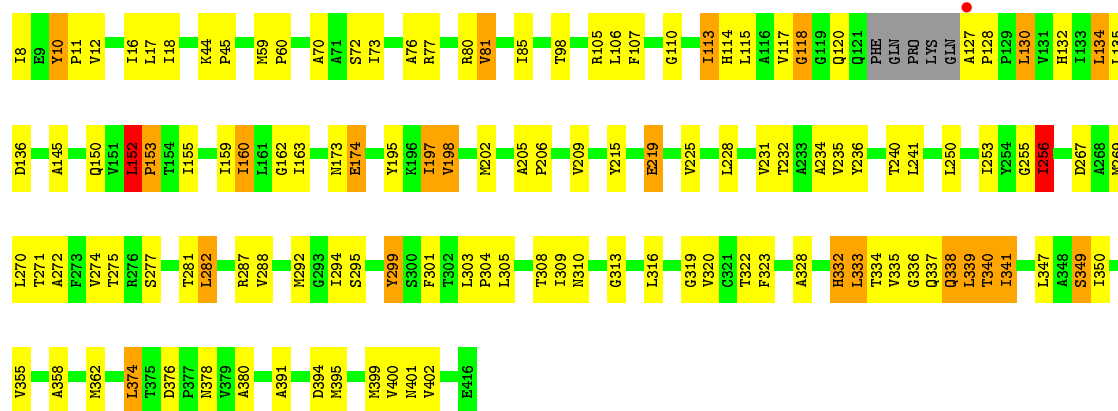 I8 E9 Y10 P11 V12 I16 L17 I18 K44 P45 M59 P60 A70 A71 S72 I73 A76 R77 R80 V81 I85 T98 R105 L106 F107 G110 I113 H114 L115 A116 V117 G118 G119 Q120 Q121 PHE GLN PRO LYS GLN A127 P128 P129 L130 V131 H132 I133 L134 L135
D136 A145 Q150 V151 L152 P153 T154 I155 I159 I160 L161 G162 I163 N173 E174 Y195 K196 I197 V198 M602 A205 P206 V209 Y215 E219 V225 L228 V231 T232 A233 A234 V235 Y236 T240 L241 L250 I253 Y254 G255 I256 D267 A268 M269
L270 T271 A272 F273 V274 T275 R276 S277 T281 L282 R287 V288 M292 G293 I294 S295 Y299 S300 F301 T302 L303 P304 L305 T308 I309 N310 G313 L316 G319 V320 C321 T322 F323 A328 H332 L333 T334 V335 G336 Q337 Q338 L339 T340 I341 L347 A348 S349 I350
V355 A358 M362 L374 T375 D376 P377 N378 V379 A380 A391 D394 M395 M399 V400 N401 V402 E416